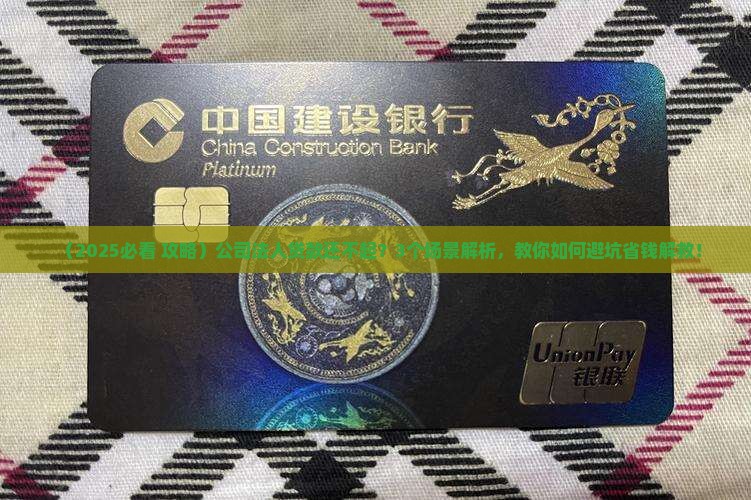 中国建设银行
China Construction Bank
Platinum
（2025必看 攻略）公司法人贷款还不起？3个场景解析，教你如何避坑省钱解救！
UnionPay
银联